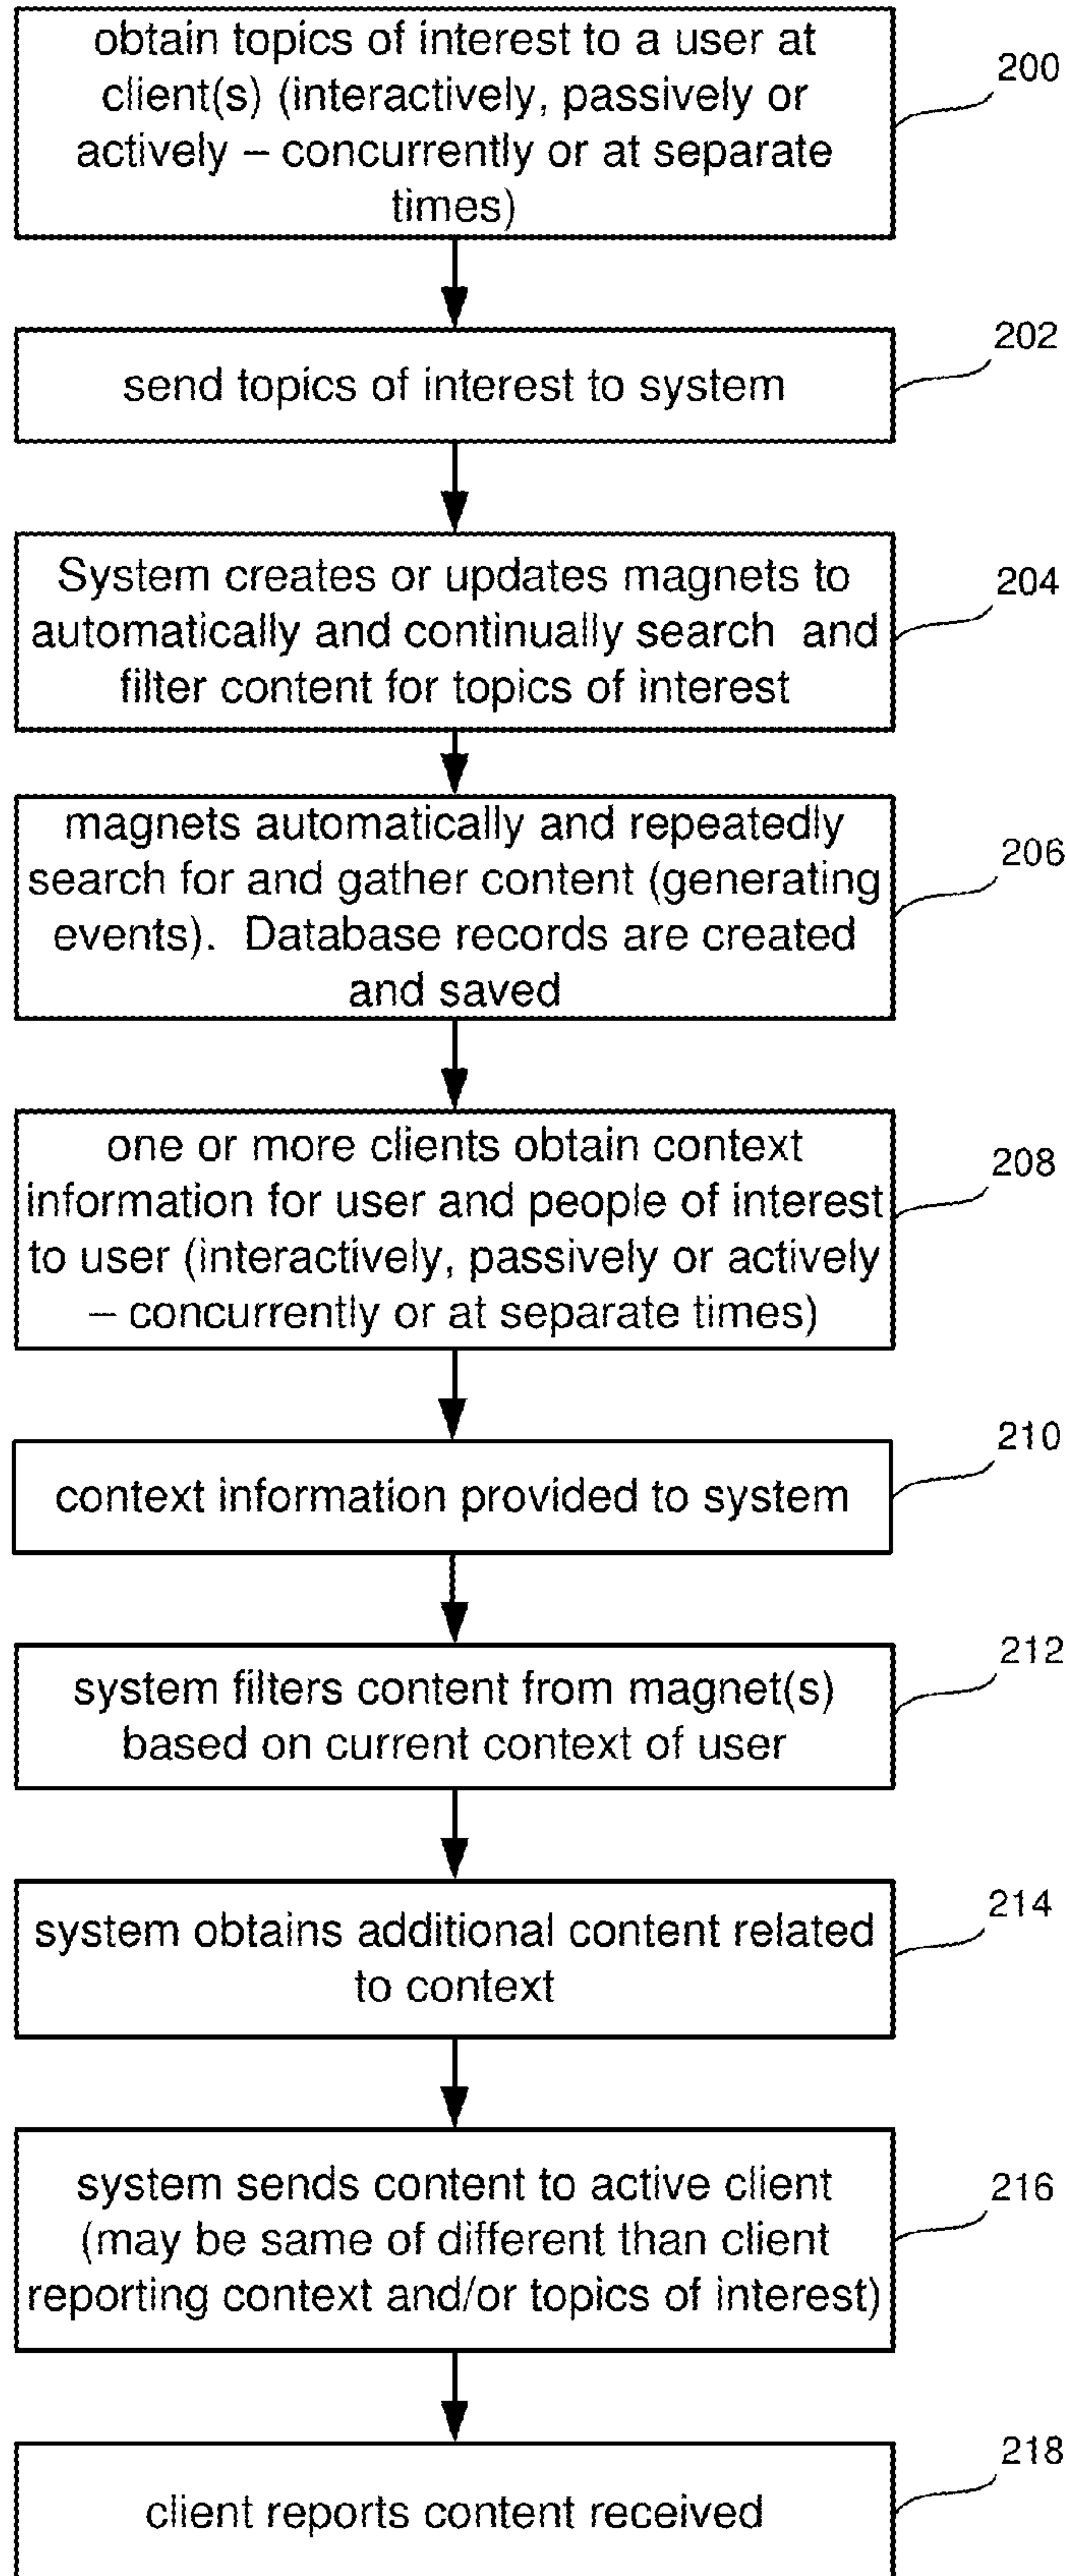 obtain topics of interest to a user at
client(s) (interactively, passively or
actively – concurrently or at separate
times)
200
send topics of interest to system
202
System creates or updates magnets to
automatically and continually search and
filter content for topics of interest
204
magnets automatically and repeatedly
search for and gather content (generating
events). Database records are created
and saved
206
one or more clients obtain context
information for user and people of interest
to user (interactively, passively or actively
– concurrently or at separate times)
208
context information provided to system
210
system filters content from magnet(s)
based on current context of user
212
system obtains additional content related
to context
214
system sends content to active client
(may be same of different than client
reporting context and/or topics of interest)
216
client reports content received
218